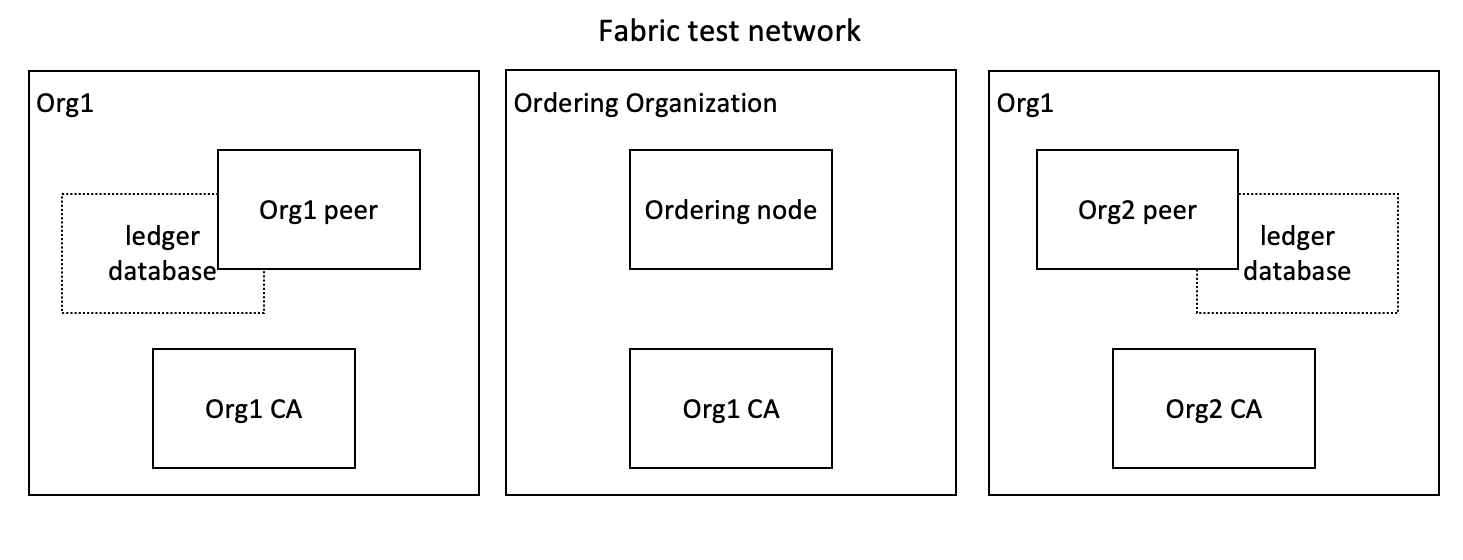 Fabric test network
Org1
Org1 peer
ledger
database
Org1 CA
Ordering Organization
Ordering node
Org1 CA
Org1
Org2 peer
ledger
database
Org2 CA